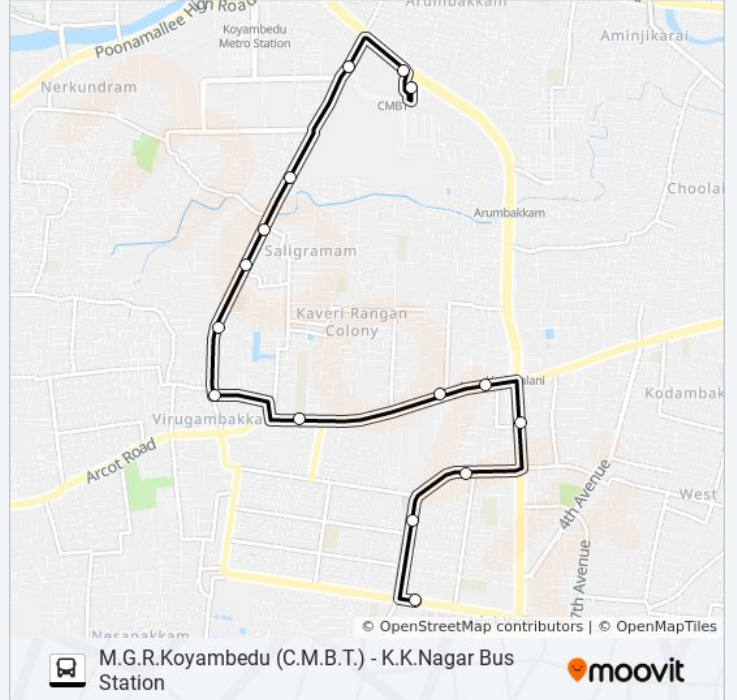 Poonamallee High Road
Arumbakkam
Koyambedu
Metro Station
Aminjikarai
Nerkundram
CMBT
Choolai
Arumbakkam
Saligramam
Kaveri Rangan
Colony
Kodambak
Virugambakka
Arcot Road
4th Avenue
West
7th Avenue
Nesapakkam
© OpenStreetMap contributors | © OpenMapTiles
M.G.R.Koyambedu (C.M.B.T.) - K.K.Nagar Bus
Station
moovit